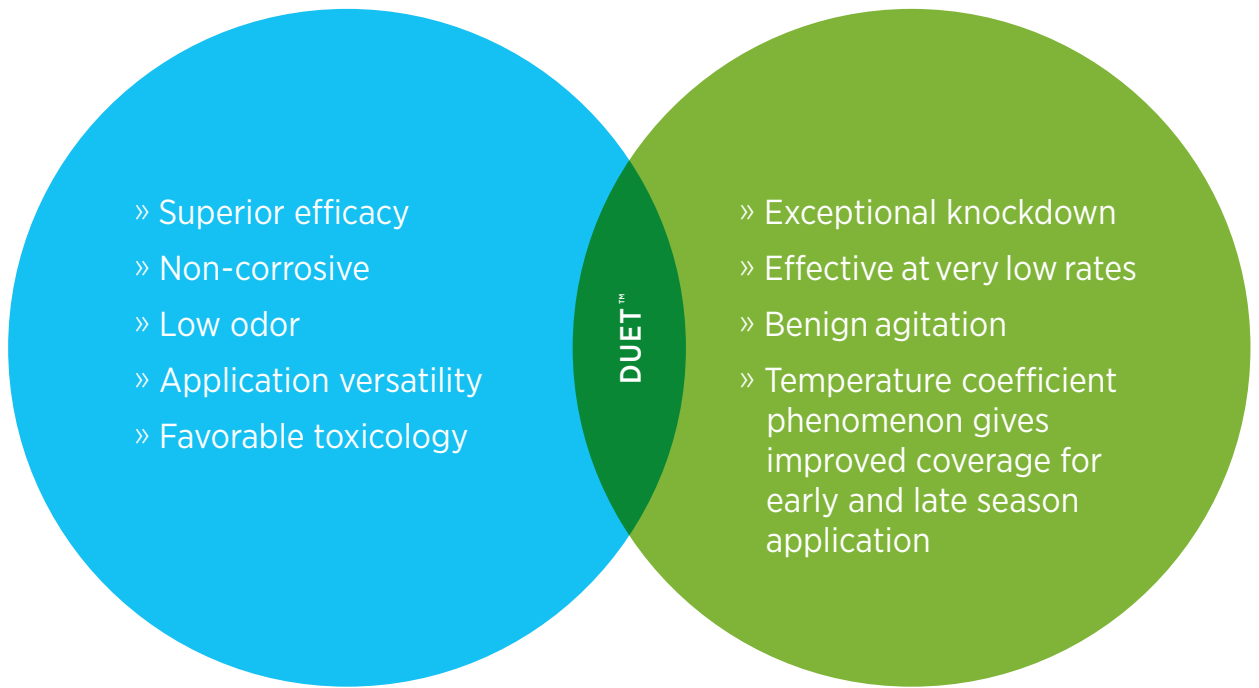 » Superior efficacy
» Non-corrosive
» Low odor
» Application versatility
» Favorable toxicology
DUET™
» Exceptional knockdown
» Effective at very low rates
» Benign agitation
» Temperature coefficient
phenomenon gives
improved coverage for
early and late season
application